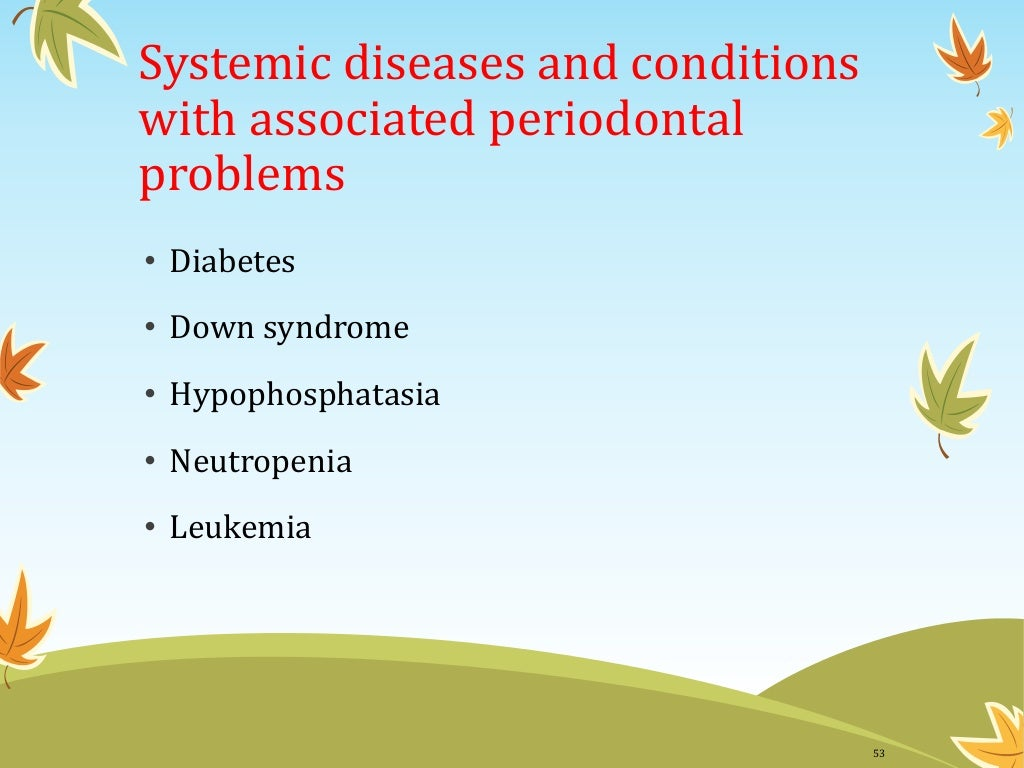 Systemic diseases and conditions
with associated periodontal
problems
• Diabetes
• Down syndrome
• Hypophosphatasia
• Neutropenia
• Leukemia
53